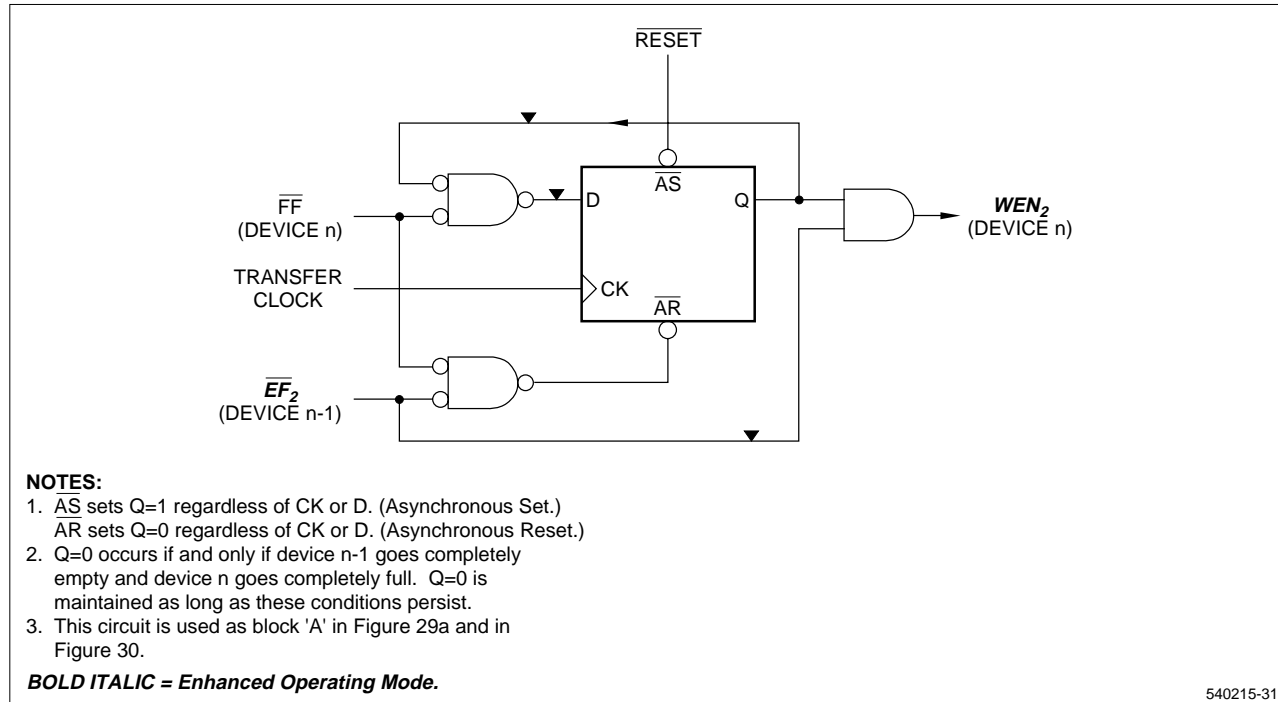 RESET
AS
FF
(DEVICE n)
D
Q
WEN2
(DEVICE n)
TRANSFER
CLOCK
CK
AR
EF2
(DEVICE n-1)
NOTES:
1. AS sets Q=1 regardless of CK or D. (Asynchronous Set.)
AR sets Q=0 regardless of CK or D. (Asynchronous Reset.)
2. Q=0 occurs if and only if device n-1 goes completely
empty and device n goes completely full. Q=0 is
maintained as long as these conditions persist.
3. This circuit is used as block 'A' in Figure 29a and in
Figure 30.
BOLD ITALIC = Enhanced Operating Mode.
540215-31